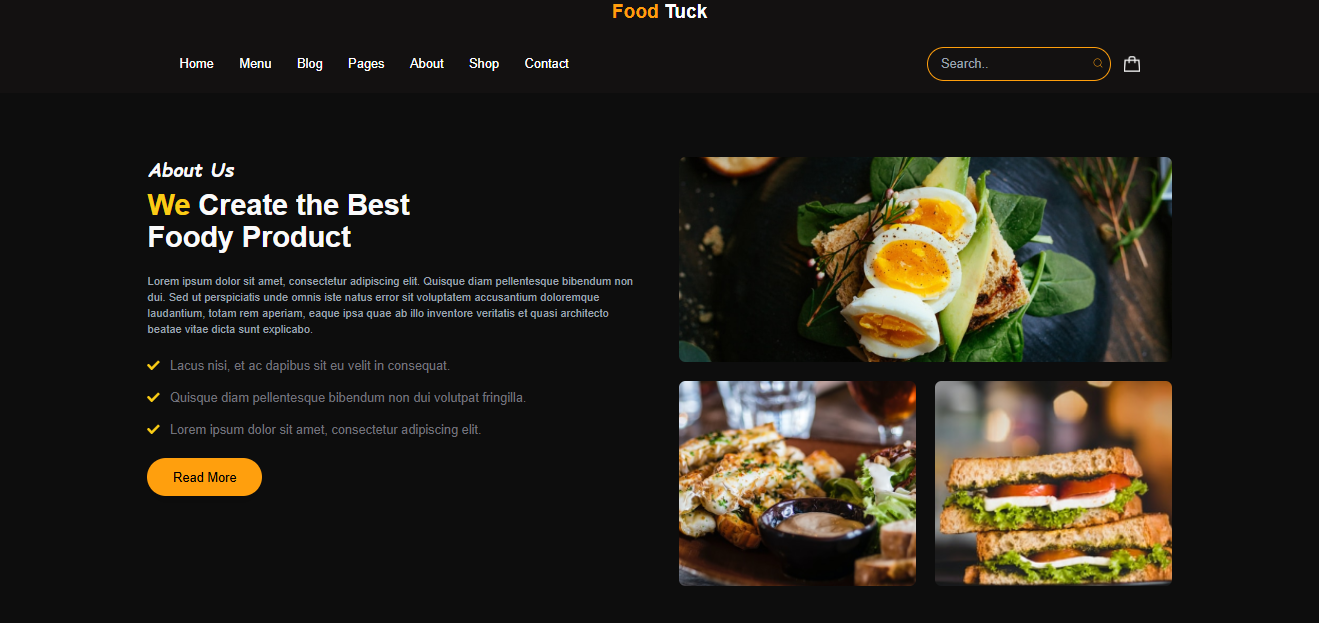 Food Tuck
Home Menu Blog Pages About Shop Contact Search..
About Us
We Create the Best
Foody Product
Lorem ipsum dolor sit amet, consectetur adipiscing elit. Quisque diam pellentesque bibendum non
dui. Sed ut perspiciatis unde omnis iste natus error sit voluptatem accusantium doloremque
laudantium, totam rem aperiam, eaque ipsa quae ab illo inventore veritatis et quasi architecto
beatae vitae dicta sunt explicabo.
Lacus nisi, et ac dapibus sit eu velit in consequat.
Quisque diam pellentesque bibendum non dui volutpat fringilla.
Lorem ipsum dolor sit amet, consectetur adipiscing elit.
Read More